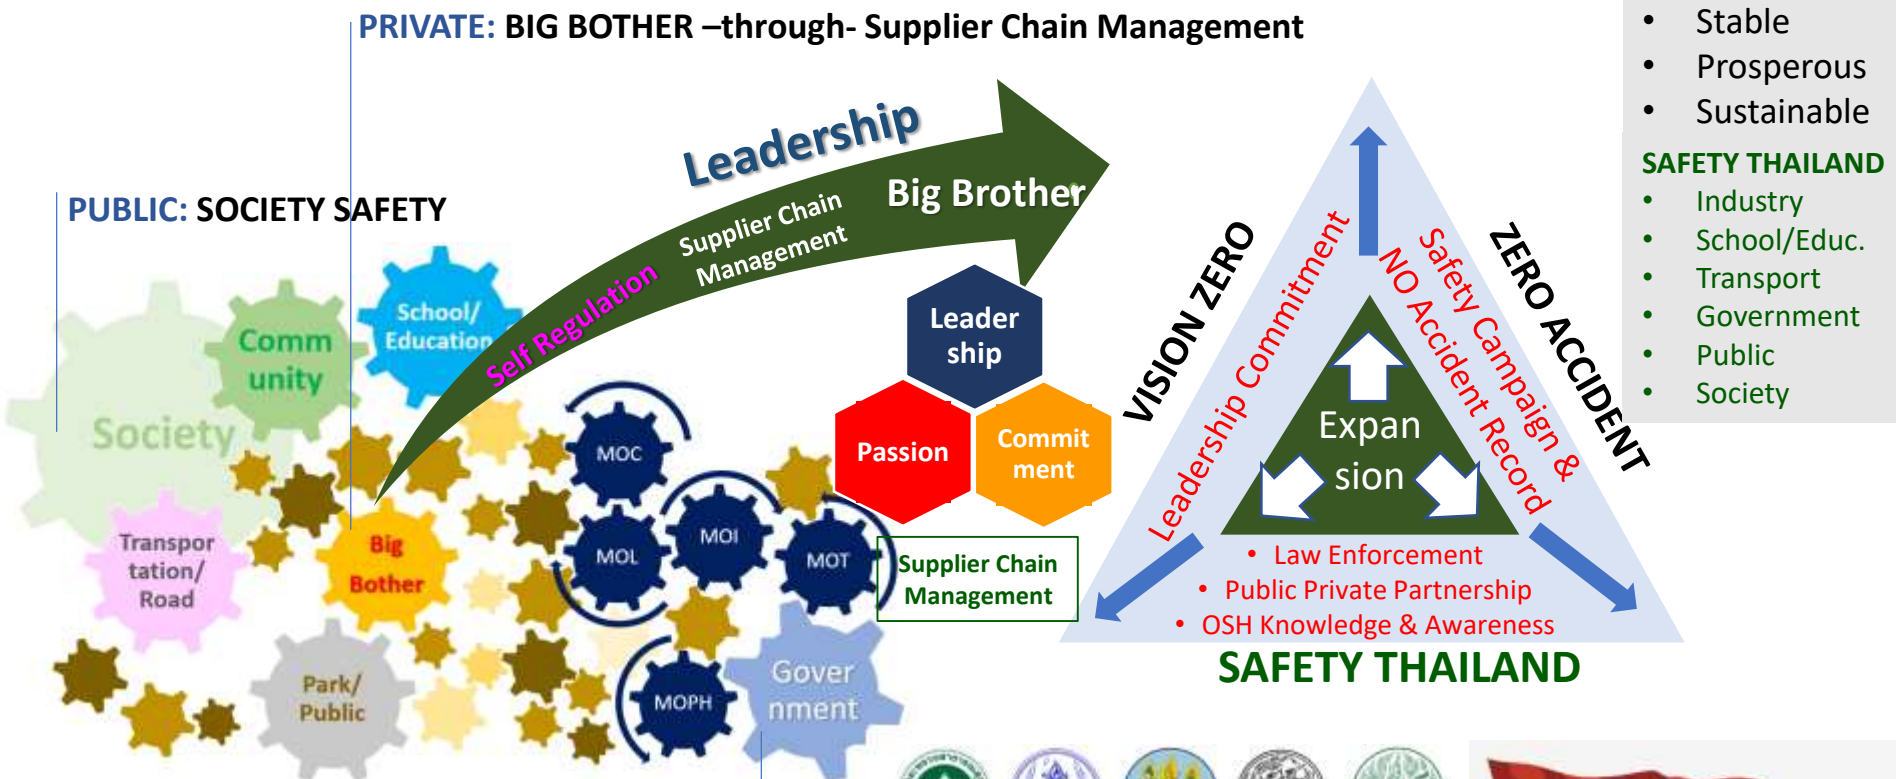 PRIVATE: BIG BOTHER –through- Supplier Chain Management
• Stable
• Prosperous
• Sustainable
SAFETY THAILAND
• Industry
• School/Educ.
• Transport
• Government
• Public
• Society
PUBLIC: SOCIETY SAFETY
Leadership
Big Brother
Supplier Chain
Management
Self Regulation
Society
Comm
unity
School/
Education
Transpor
tation/
Road
Big
Bother
Park/
Public
MOC
MOL
MOI
MOT
MOPH
Gover
nment
Leader
ship
Passion
Commit
ment
Supplier Chain
Management
VISION ZERO
Leadership Commitment
ZERO ACCIDENT
Safety Campaign &
NO Accident Record
Expan
sion
• Law Enforcement
• Public Private Partnership
• OSH Knowledge & Awareness
SAFETY THAILAND